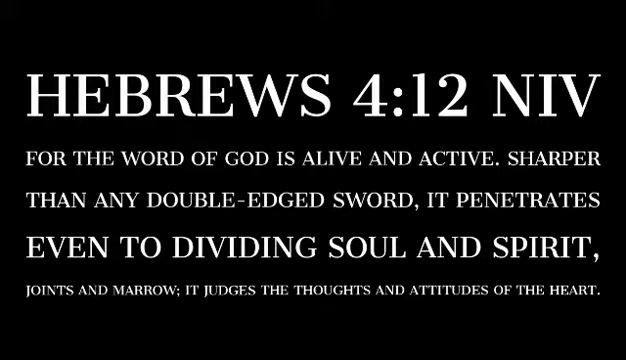 HEBREWS 4:12 NIV
FOR THE WORD OF GOD IS ALIVE AND ACTIVE. SHARPER
THAN ANY DOUBLE-EDGED SWORD, IT PENETRATES
EVEN TO DIVIDING SOUL AND SPIRIT,
JOINTS AND MARROW; IT JUDGES THE THOUGHTS AND ATTITUDES OF THE HEART.